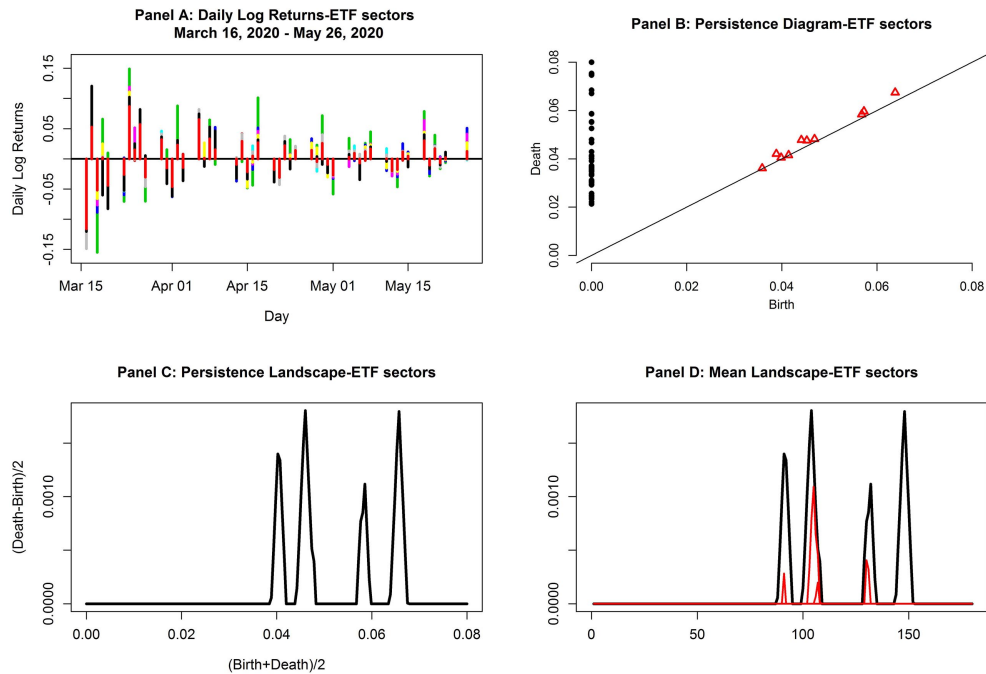 Panel A: Daily Log Returns-ETF sectors
March 16, 2020 - May 26, 2020
0.15
0.05
-0.05
-0.15
Daily Log Returns
Mar 15
Apr 01
Apr 15
May 01
May 15
Day
Panel B: Persistence Diagram-ETF sectors
0.08
0.06
0.04
0.02
0.00
Death
0.00
0.02
0.04
0.06
0.08
Birth
Panel C: Persistence Landscape-ETF sectors
0.0010
0.0000
(Death-Birth)/2
0.00
0.02
0.04
0.06
0.08
(Birth+Death)/2
Panel D: Mean Landscape-ETF sectors
0.0010
0.0000
0
50
100
150